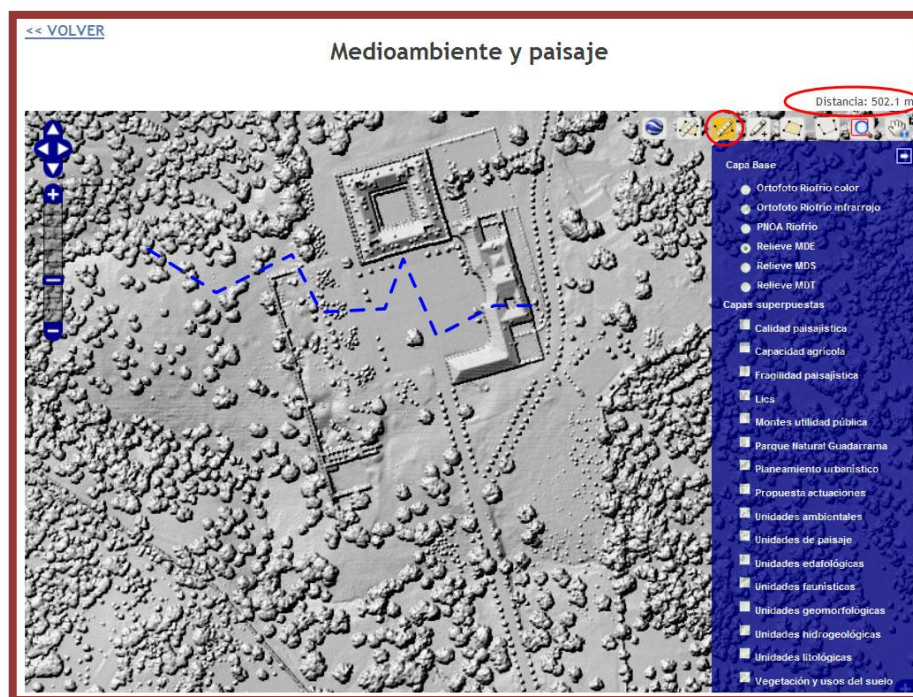 << VOLVER
Medioambiente y paisaje
Distancia: 502.1 m
Capa Base
Ortofoto Riofrío color
Ortofoto Riofrío infrarrojo
PNOA Riofrío
Relieve MDE
Relieve MDS
Relieve MDT
Capas superpuestas
Calidad paisajística
Capacidad agrícola
Fragilidad paisajística
Lics
Montes utilidad pública
Parque Natural Guadarrama
Planeamiento urbanístico
Propuesta actuaciones
Unidades ambientales
Unidades de paisaje
Unidades edafológicas
Unidades faunísticas
Unidades geomorfológicas
Unidades hidrogeológicas
Unidades litológicas
Vegetación y usos del suelo